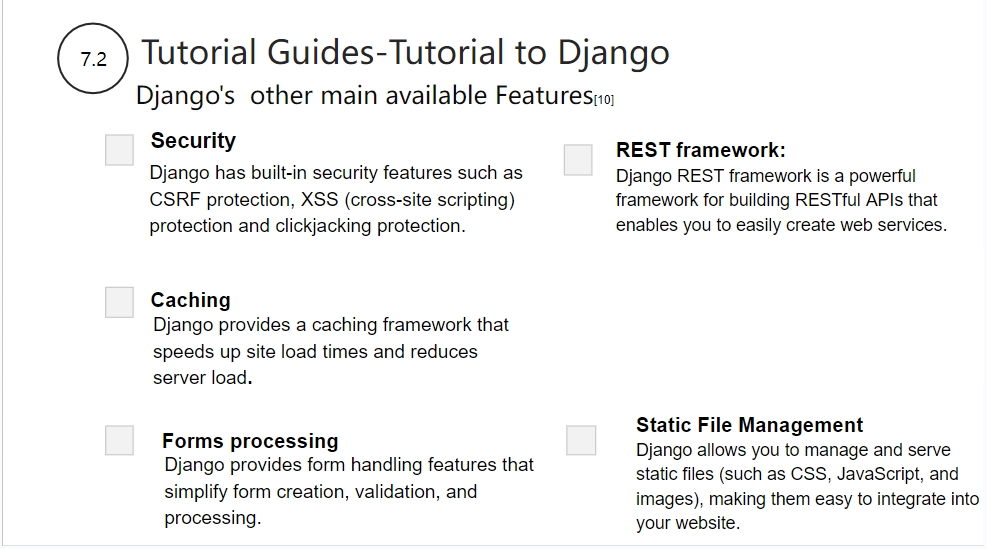 7.2
Tutorial Guides-Tutorial to Django
Django's other main available Features[10]
Security
Django has built-in security features such as
CSRF protection, XSS (cross-site scripting)
protection and clickjacking protection.
REST framework:
Django REST framework is a powerful
framework for building RESTful APIs that
enables you to easily create web services.
Caching
Django provides a caching framework that
speeds up site load times and reduces
server load.
Forms processing
Django provides form handling features that
simplify form creation, validation, and
processing.
Static File Management
Django allows you to manage and serve
static files (such as CSS, JavaScript, and
images), making them easy to integrate into
your website.